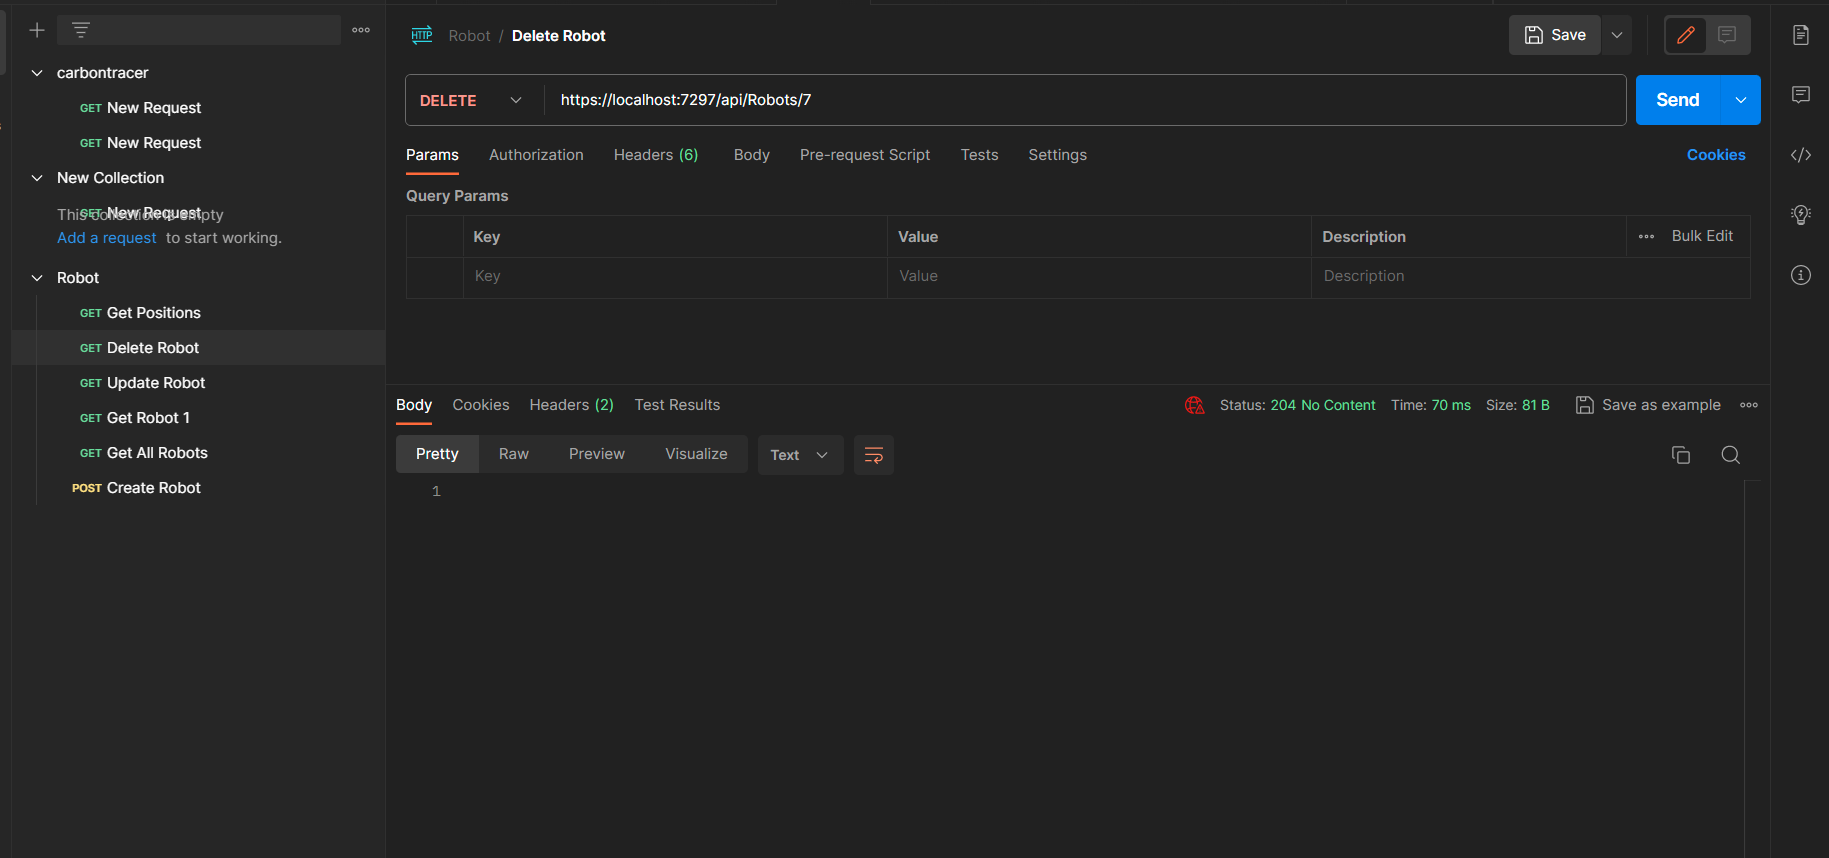 carbontracer
GET New Request
GET New Request
New Collection
GET New Request
This collection is empty
Add a request to start working.
Robot
GET Get Positions
GET Delete Robot
GET Update Robot
GET Get Robot 1
GET Get All Robots
POST Create Robot
HTTP Robot / Delete Robot
Save
DELETE https://localhost:7297/api/Robots/7
Send
Params Authorization Headers (6) Body Pre-request Script Tests Settings Cookies
Query Params
Key Value Description Bulk Edit
Key Value Description
Body Cookies Headers (2) Test Results Status: 204 No Content Time: 70 ms Size: 81 B Save as example
Pretty Raw Preview Visualize Text
1